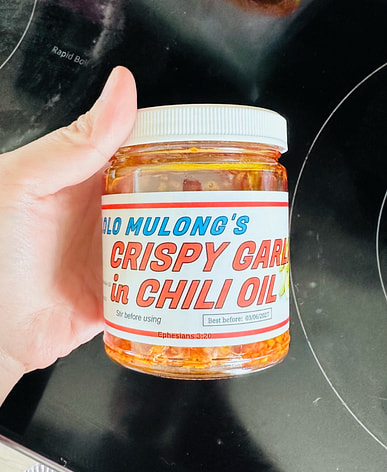 Rapid Boil
OLO MULONG'S
CRISPY GARL
in CHILI OIL
Stir before using
Best before: 03/06/2027
Ephesians 3:20